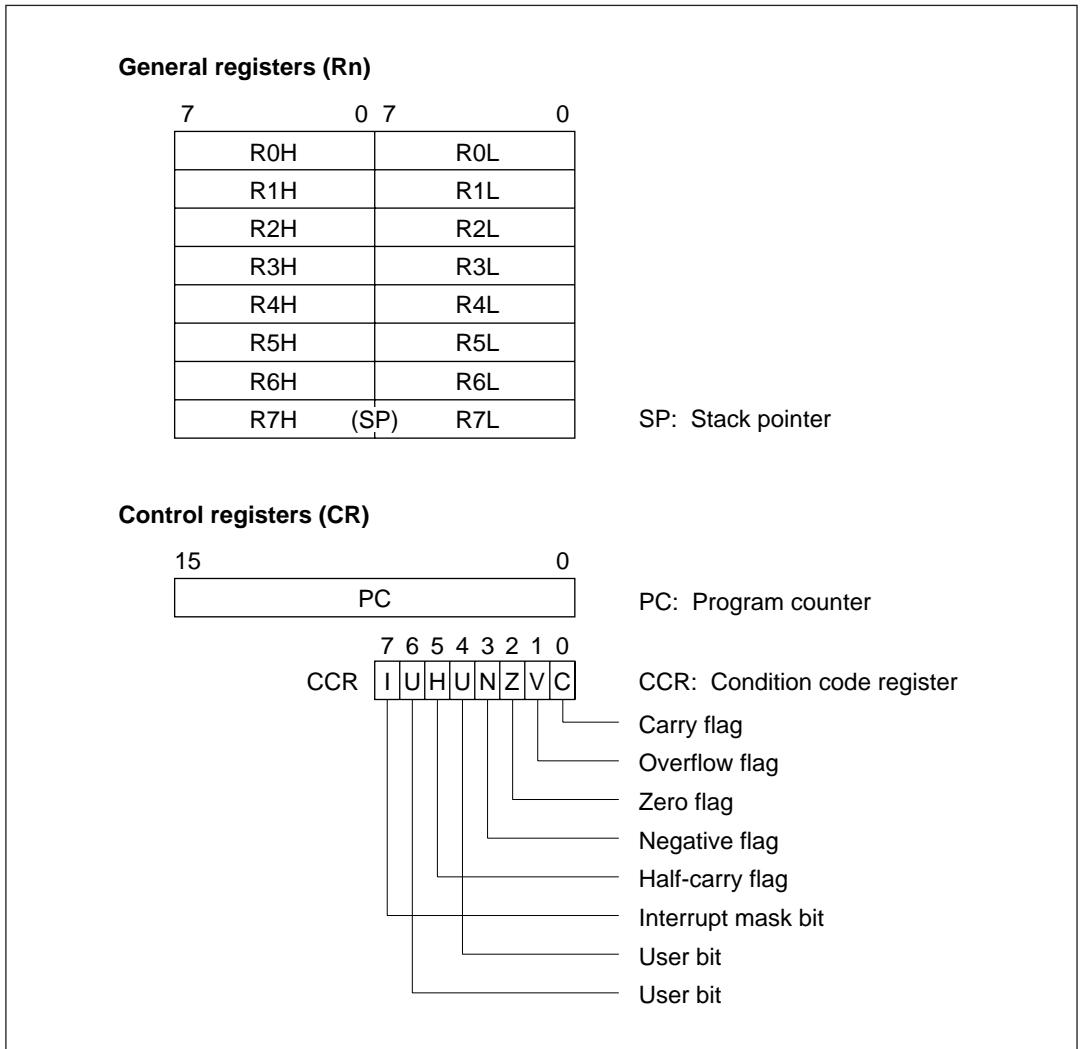 General registers (Rn)
7 0 7 0
R0H R0L
R1H R1L
R2H R2L
R3H R3L
R4H R4L
R5H R5L
R6H R6L
R7H (SP) R7L SP: Stack pointer
Control registers (CR)
15 0
PC PC: Program counter
7 6 5 4 3 2 1 0
CCR I U H U N Z V C CCR: Condition code register
Carry flag
Overflow flag
Zero flag
Negative flag
Half-carry flag
Interrupt mask bit
User bit
User bit